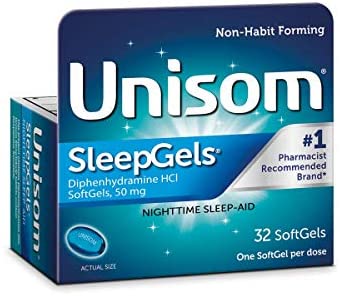 Non-Habit Forming
Unisom®
SleepGels®
Diphenhydramine HCl
SoftGels, 50 mg
#1
Pharmacist
Recommended
Brand*
NIGHTTIME SLEEP-AID
32 SoftGels
One SoftGel per dose
UNISOM
ACTUAL SIZE
Unisom
SleepGels